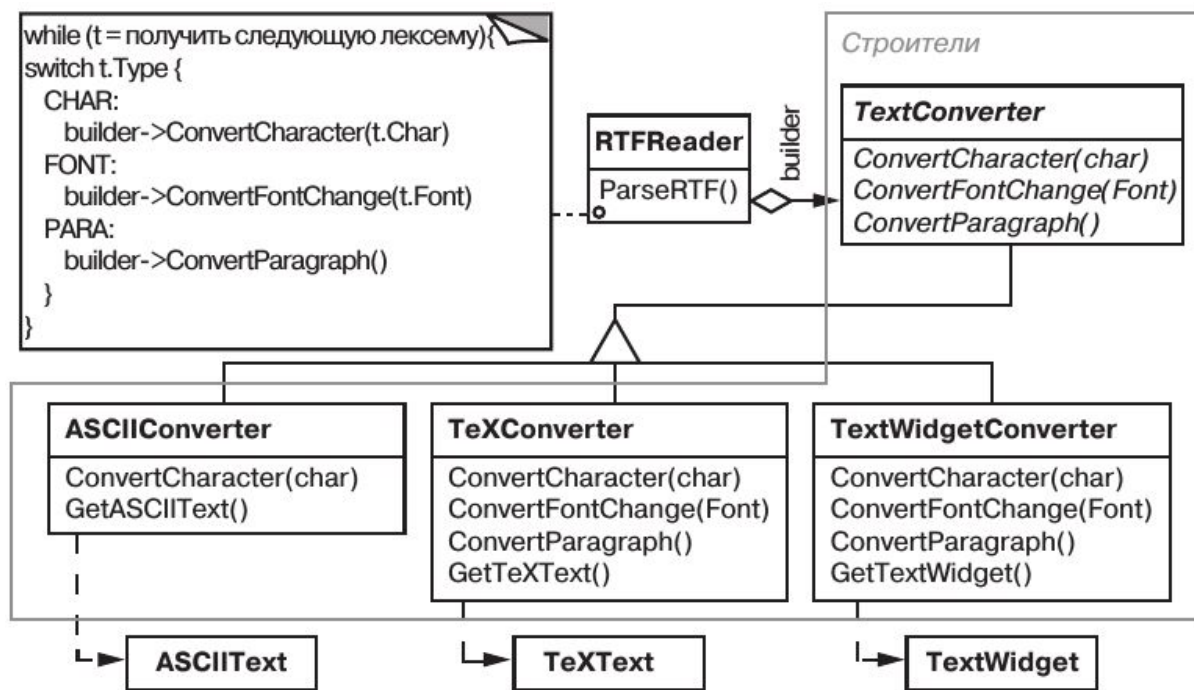 while (t = получить следующую лексему){
switch t.Type {
CHAR:
builder->ConvertCharacter(t.Char)
FONT:
builder->ConvertFontChange(t.Font)
PARA:
builder->ConvertParagraph()
}
}
RTFReader
ParseRTF()
builder
Строители
TextConverter
ConvertCharacter(char)
ConvertFontChange(Font)
ConvertParagraph()
ASCIIConverter
ConvertCharacter(char)
GetASCIIText()
TeXConverter
ConvertCharacter(char)
ConvertFontChange(Font)
ConvertParagraph()
GetTeXText()
TextWidgetConverter
ConvertCharacter(char)
ConvertFontChange(Font)
ConvertParagraph()
GetTextWidget()
ASCIIText
TeXText
TextWidget